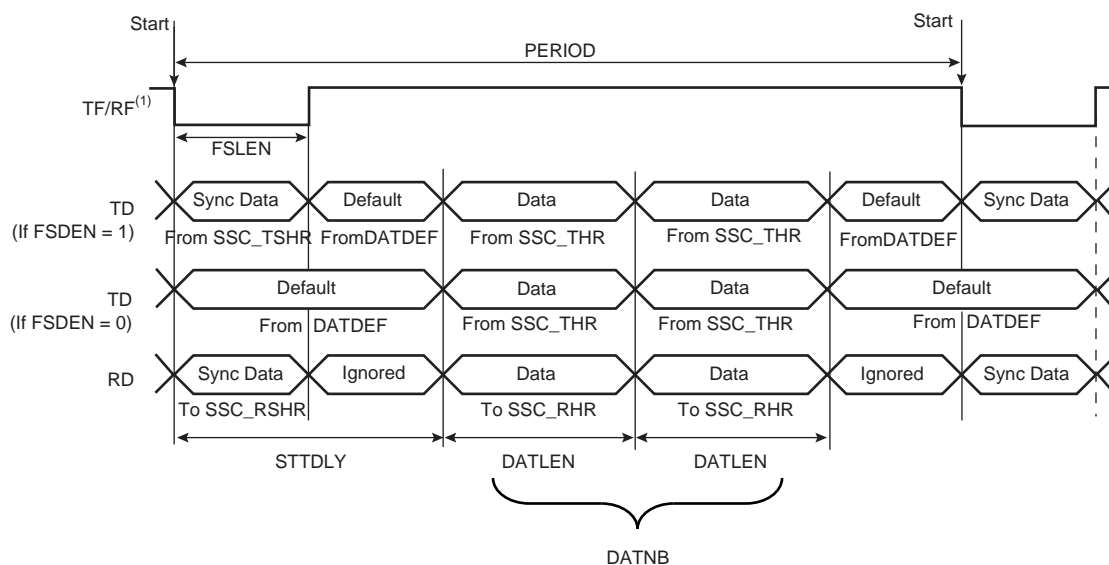 Start
Start
PERIOD
TF/RF(1)
FSLEN
TD
(If FSDEN = 1)
Sync Data
Default
Data
Data
Default
Sync Data
From SSC_TSHR
FromDATDEF
From SSC_THR
From SSC_THR
FromDATDEF
TD
(If FSDEN = 0)
Default
Data
Data
Default
From DATDEF
From SSC_THR
From SSC_THR
From DATDEF
RD
Sync Data
Ignored
Data
Data
Ignored
Sync Data
To SSC_RSHR
To SSC_RHR
To SSC_RHR
STTDLY
DATLEN
DATLEN
DATNB